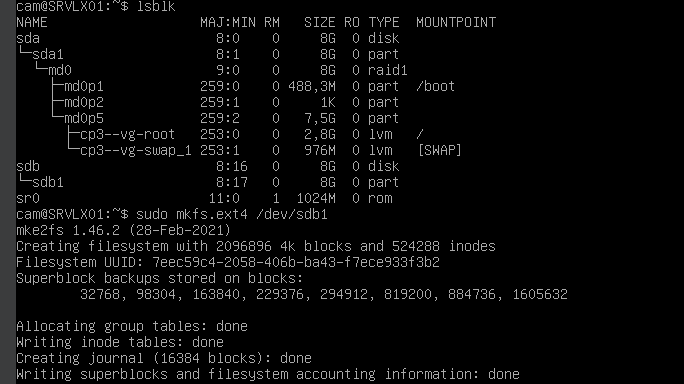 cam@SRVLX01:~$ lsblk
NAME MAJ:MIN RM SIZE RO TYPE MOUNTPOINT
sda 8:0 0 8G 0 disk
└─sda1 8:1 0 8G 0 part
└─md0 9:0 0 8G 0 raid1
├─md0p1 259:0 0 488,3M 0 part /boot
├─md0p2 259:1 0 1K 0 part
└─md0p5 259:2 0 7,5G 0 part
├─cp3--vg-root 253:0 0 2,8G 0 lvm /
└─cp3--vg-swap_1 253:1 0 976M 0 lvm [SWAP]
sdb 8:16 0 8G 0 disk
└─sdb1 8:17 0 8G 0 part
sr0 11:0 1 1024M 0 rom
cam@SRVLX01:~$ sudo mkfs.ext4 /dev/sdb1
mke2fs 1.46.2 (28-Feb-2021)
Creating filesystem with 2096896 4k blocks and 524288 inodes
Filesystem UUID: 7eec59c4-2058-406b-ba43-f7ece933f3b2
Superblock backups stored on blocks:
32768, 98304, 163840, 229376, 294912, 819200, 884736, 1605632
Allocating group tables: done
Writing inode tables: done
Creating journal (16384 blocks): done
Writing superblocks and filesystem accounting information: done